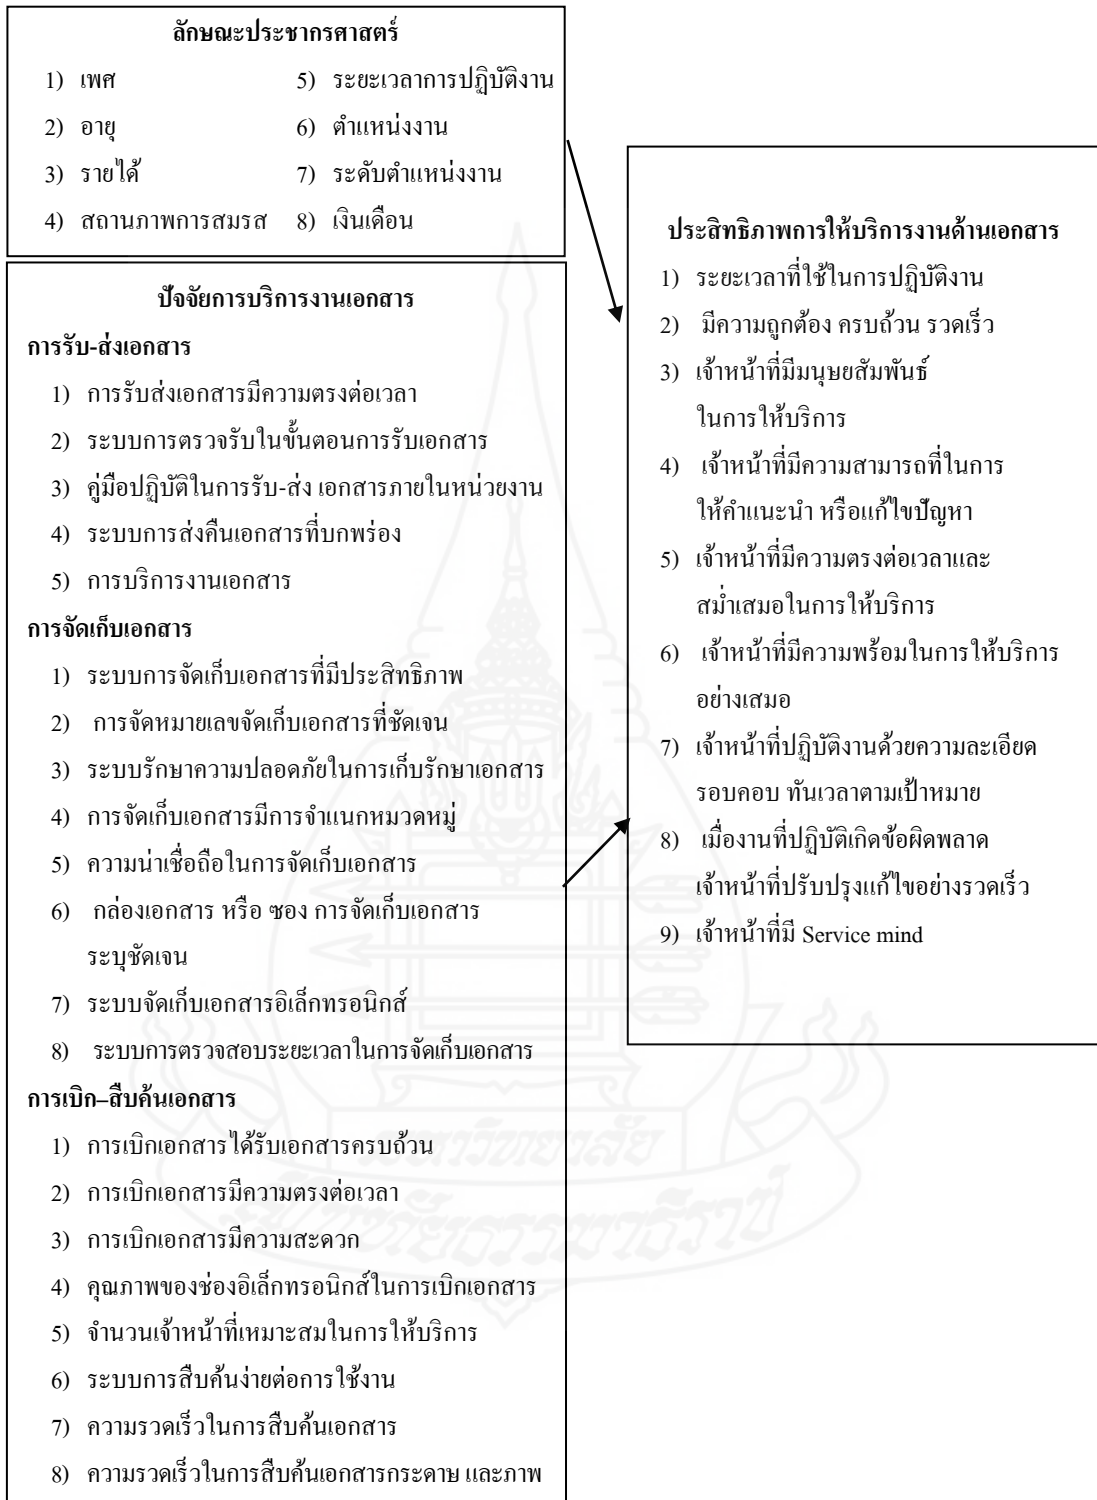 ลักษณะประชากรศาสตร์
1) เพศ
2) อายุ
3) รายได้
4) สถานภาพการสมรส
5) ระยะเวลาการปฏิบัติงาน
6) ตำแหน่งงาน
7) ระดับตำแหน่งงาน
8) เงินเดือน
ปัจจัยการบริการงานเอกสาร
การรับ-ส่งเอกสาร
1) การรับส่งเอกสารมีความตรงต่อเวลา
2) ระบบการตรวจรับในขั้นตอนการรับเอกสาร
3) คู่มือปฏิบัติในการรับ-ส่ง เอกสารภายในหน่วยงาน
4) ระบบการส่งคืนเอกสารที่บกพร่อง
5) การบริการงานเอกสาร
การจัดเก็บเอกสาร
1) ระบบการจัดเก็บเอกสารที่มีประสิทธิภาพ
2) การจัดหมายเลขจัดเก็บเอกสารที่ชัดเจน
3) ระบบรักษาความปลอดภัยในการเก็บรักษาเอกสาร
4) การจัดเก็บเอกสารมีการจำแนกหมวดหมู่
5) ความน่าเชื่อถือในการจัดเก็บเอกสาร
6) กล่องเอกสาร หรือ ซอง การจัดเก็บเอกสาร
ระบุชัดเจน
7) ระบบจัดเก็บเอกสารอิเล็กทรอนิกส์
8) ระบบการตรวจสอบระยะเวลาในการจัดเก็บเอกสาร
การเบิก–สืบค้นเอกสาร
1) การเบิกเอกสารได้รับเอกสารครบถ้วน
2) การเบิกเอกสารมีความตรงต่อเวลา
3) การเบิกเอกสารมีความสะดวก
4) คุณภาพของช่องอิเล็กทรอนิกส์ในการเบิกเอกสาร
5) จำนวนเจ้าหน้าที่เหมาะสมในการให้บริการ
6) ระบบการสืบค้นง่ายต่อการใช้งาน
7) ความรวดเร็วในการสืบค้นเอกสาร
8) ความรวดเร็วในการสืบค้นเอกสารกระดาษ และภาพ
ประสิทธิภาพการให้บริการงานด้านเอกสาร
1) ระยะเวลาที่ใช้ในการปฏิบัติงาน
2) มีความถูกต้อง ครบถ้วน รวดเร็ว
3) เจ้าหน้าที่มีมนุษยสัมพันธ์
ในการให้บริการ
4) เจ้าหน้าที่มีความสามารถที่ในการ
ให้คำแนะนำ หรือแก้ไขปัญหา
5) เจ้าหน้าที่มีความตรงต่อเวลาและ
สม่ำเสมอในการให้บริการ
6) เจ้าหน้าที่มีความพร้อมในการให้บริการ
อย่างเสมอ
7) เจ้าหน้าที่ปฏิบัติงานด้วยความละเอียด
รอบคอบ ทันเวลาตามเป้าหมาย
8) เมื่องานที่ปฏิบัติเกิดข้อผิดพลาด
เจ้าหน้าที่ปรับปรุงแก้ไขอย่างรวดเร็ว
9) เจ้าหน้าที่มี Service mind
มหาวิทยาลัย
สุโขทัยธรรมาธิราช